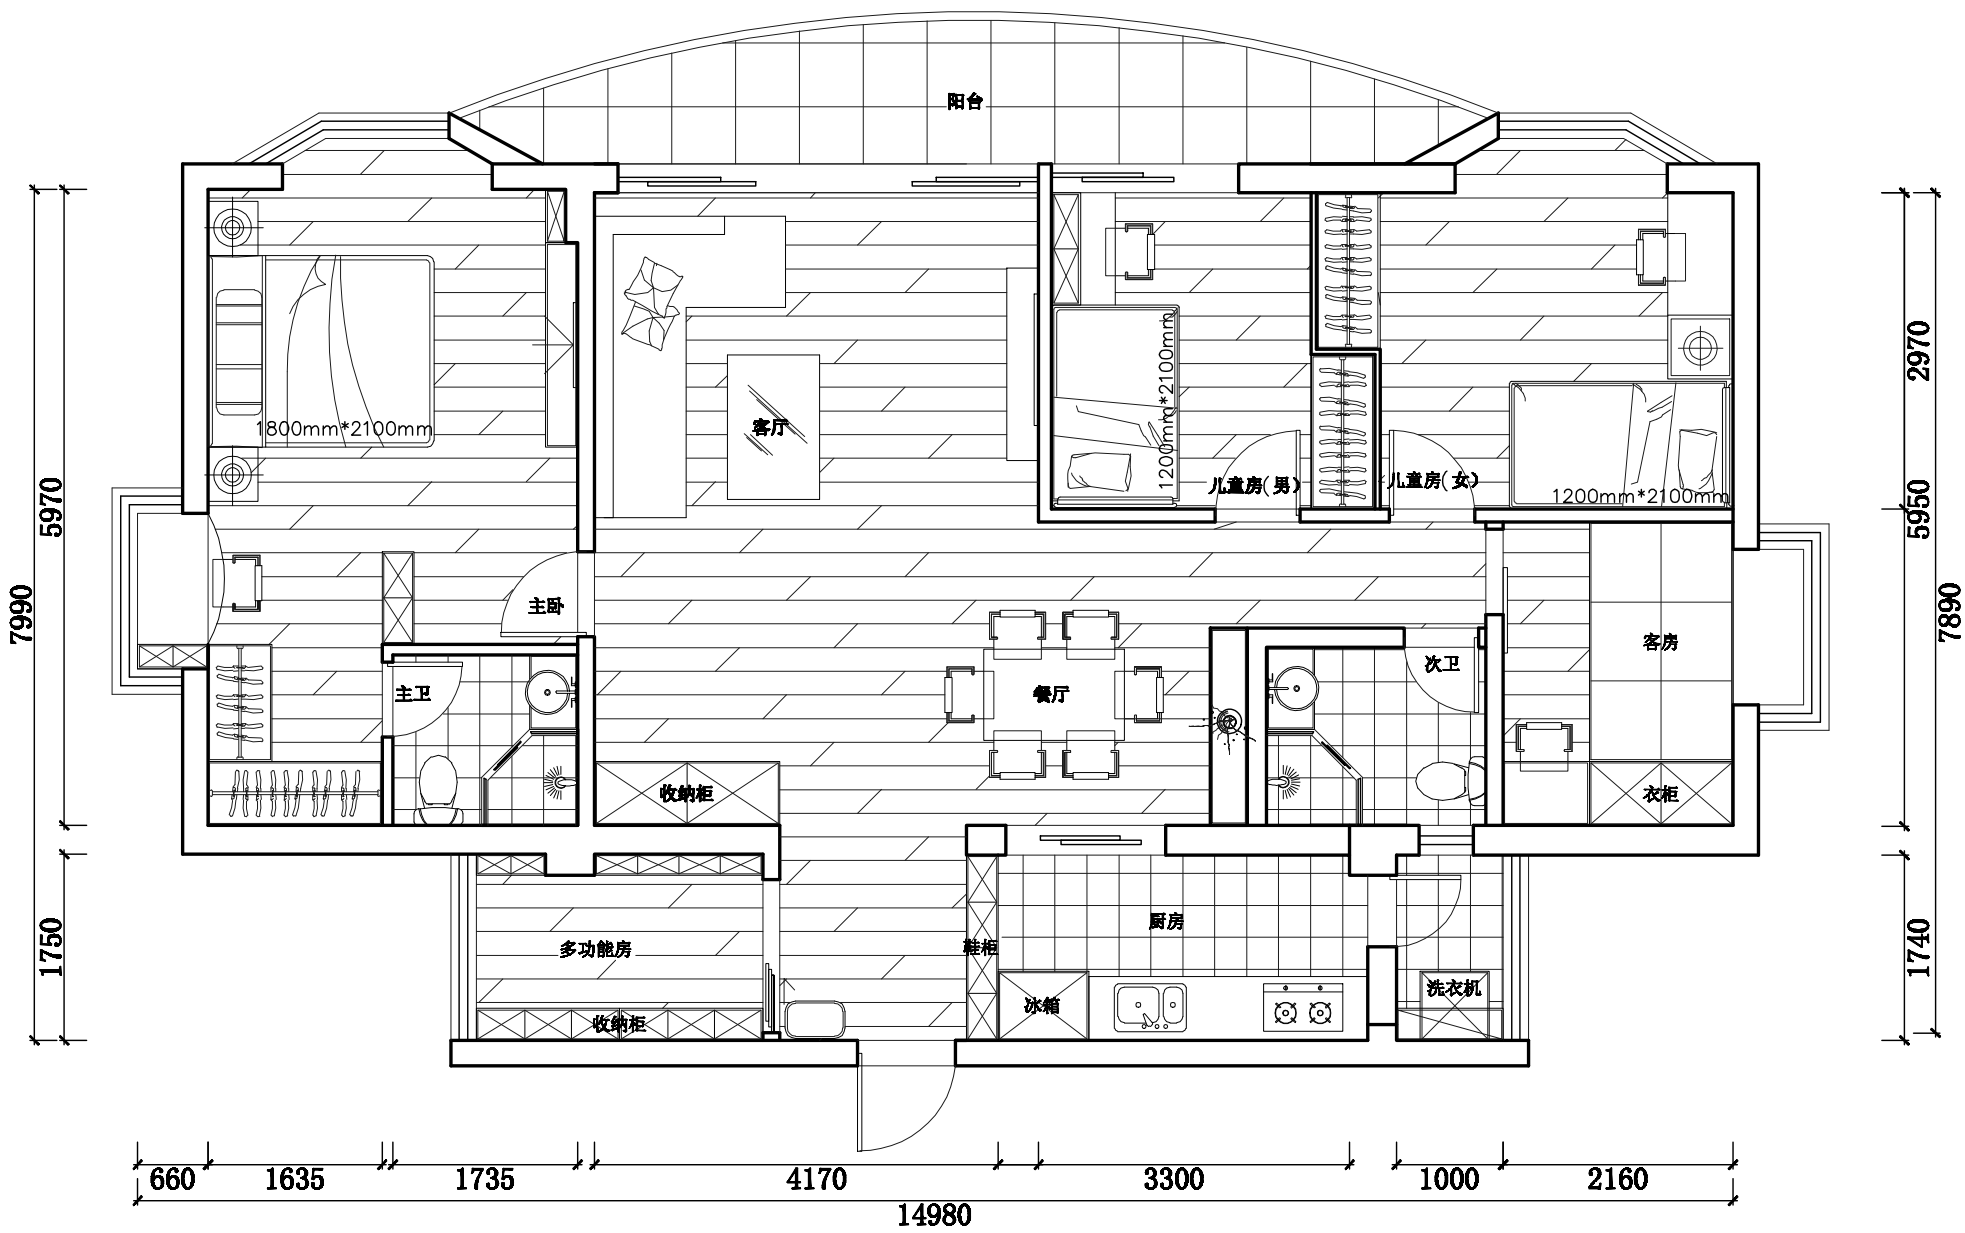 阳台
1800mm*2100mm
客厅
1200mm*2100mm
儿童房(男)
儿童房(女)
1200mm*2100mm
主卧
主卫
餐厅
次卫
客房
收纳柜
衣柜
多功能房
鞋柜
厨房
收纳柜
冰箱
洗衣机
5970
7990
1750
2970
5950
7890
1740
660
1635
1735
4170
3300
1000
2160
14980